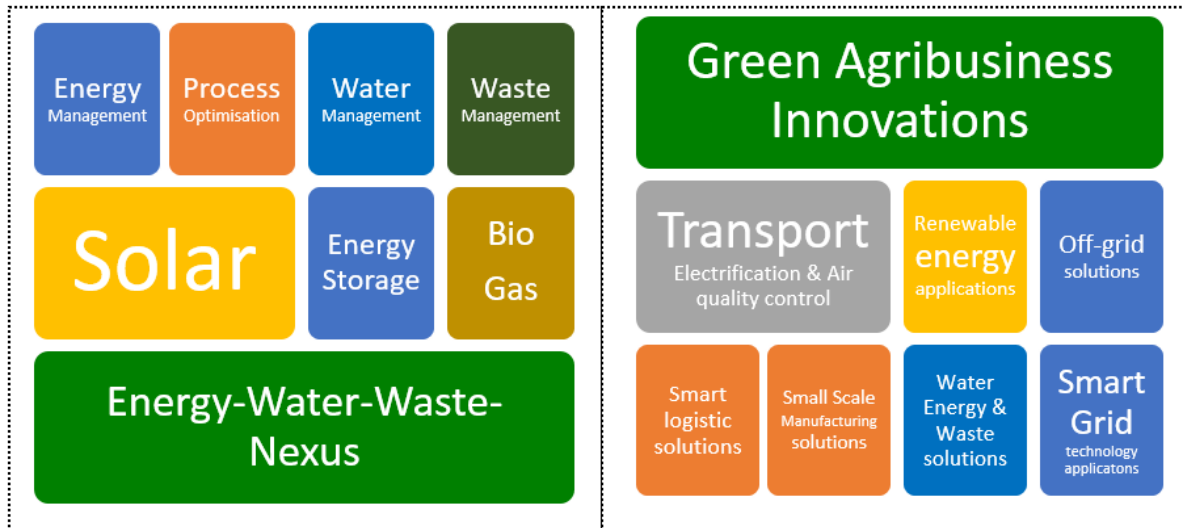 Energy
Management
Process
Optimisation
Water
Management
Waste
Management
Solar
Energy
Storage
Bio
Gas
Energy-Water-Waste-
Nexus
Green Agribusiness
Innovations
Transport
Electrification & Air
quality control
Renewable
energy
applications
Off-grid
solutions
Smart
logistic
solutions
Small Scale
Manufacturing
solutions
Water
Energy &
Waste
solutions
Smart
Grid
technology
applicatons